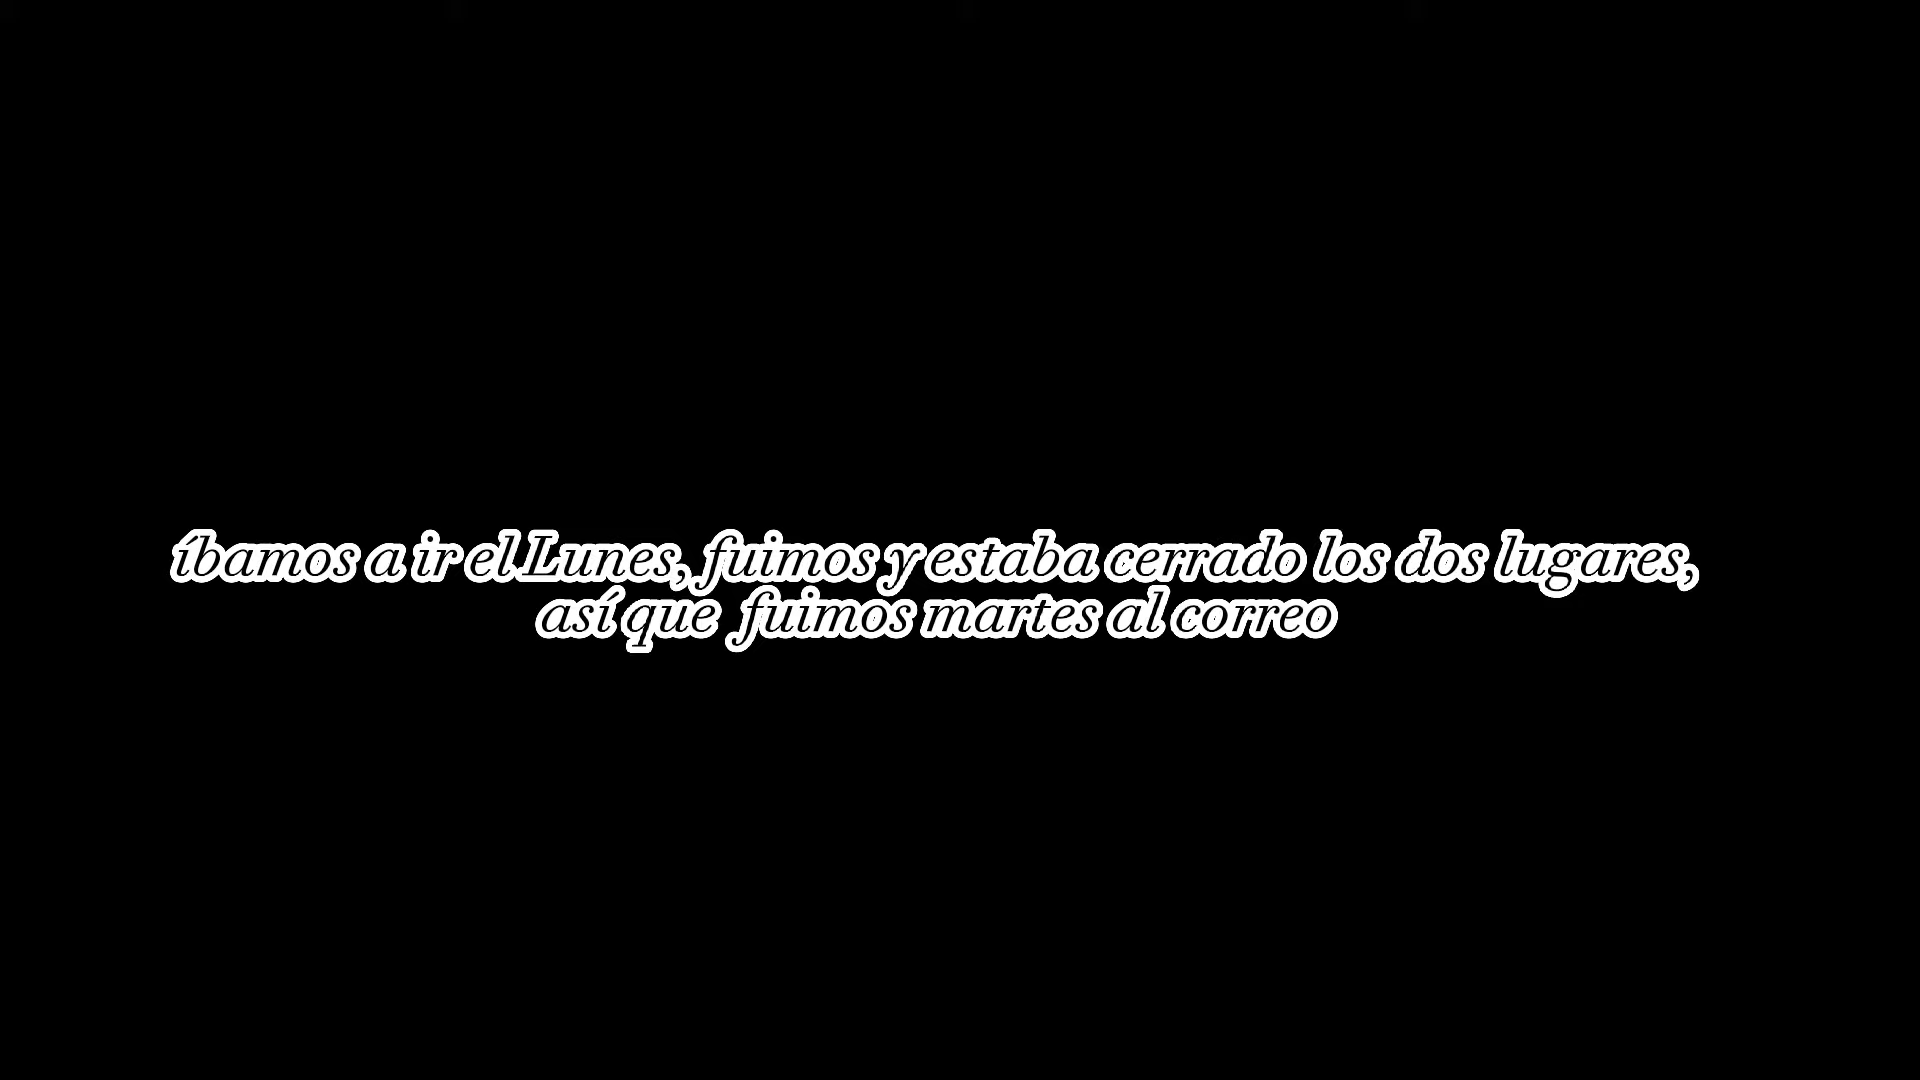 íbamos a ir el Lunes, fuimos y estaba cerrado los dos lugares,
así que fuimos martes al correo